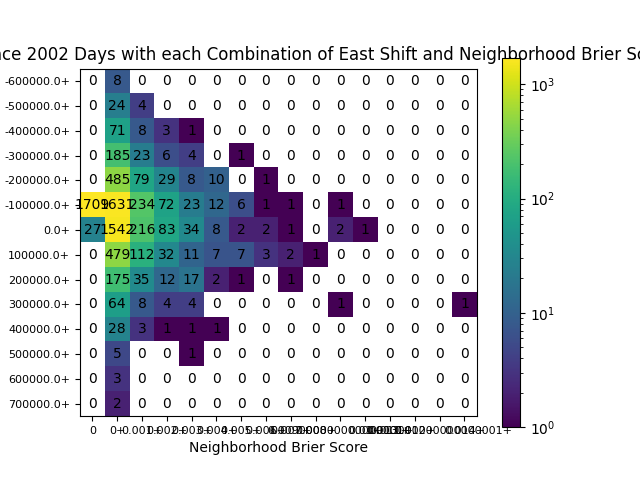 nce 2002 Days with each Combination of East Shift and Neighborhood Brier Sco
-600000.0+ 0 8 0 0 0 0 0 0 0 0 0 0 0 0 0 0
-500000.0+ 0 24 4 0 0 0 0 0 0 0 0 0 0 0 0 0
-400000.0+ 0 71 8 3 1 0 0 0 0 0 0 0 0 0 0 0
-300000.0+ 0 185 23 6 4 0 1 0 0 0 0 0 0 0 0 0
-200000.0+ 0 485 79 29 8 10 0 1 0 0 0 0 0 0 0 0
-100000.0+ 1709 1631 234 72 23 12 6 1 1 0 1 0 0 0 0 0
0.0+ 27 1542 216 83 34 8 2 2 1 0 2 1 0 0 0 0
100000.0+ 0 479 112 32 11 7 7 3 2 1 0 0 0 0 0 0
200000.0+ 0 175 35 12 17 2 1 0 1 0 0 0 0 0 0 0
300000.0+ 0 64 8 4 4 0 0 0 0 0 1 0 0 0 0 1
400000.0+ 0 28 3 1 1 1 0 0 0 0 0 0 0 0 0 0
500000.0+ 0 5 0 0 1 0 0 0 0 0 0 0 0 0 0 0
600000.0+ 0 3 0 0 0 0 0 0 0 0 0 0 0 0 0 0
700000.0+ 0 2 0 0 0 0 0 0 0 0 0 0 0 0 0 0
0 0+
Neighborhood Brier Score
10^3
10^2
10^1
10^0